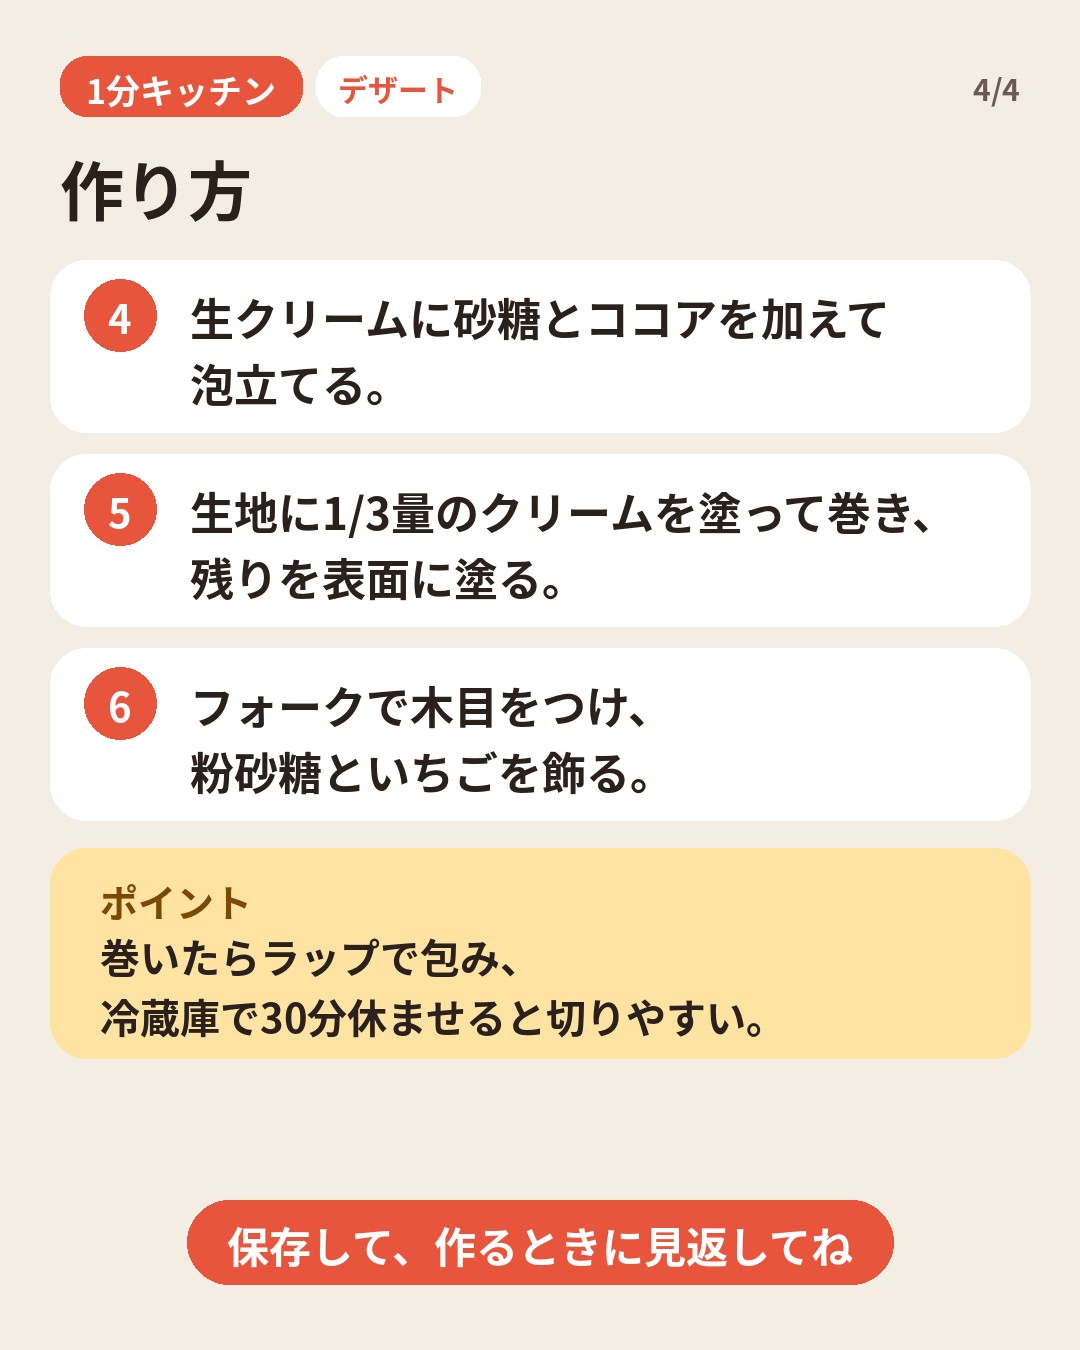 1分キッチン
デザート
4/4
作り方
4
生クリームに砂糖とココアを加えて
泡立てる。
5
生地に1/3量のクリームを塗って巻き、
残りを表面に塗る。
6
フォークで木目をつけ、
粉砂糖といちごを飾る。
ポイント
巻いたらラップで包み、
冷蔵庫で30分休ませると切りやすい。
保存して、作るときに見返してね